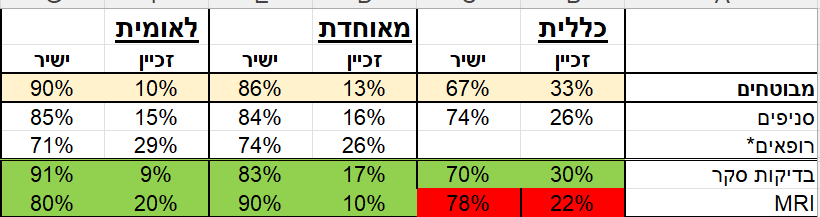 כללית מאוחדת לאומית
זכיין ישיר זכיין ישיר זכיין ישיר
מבוטחים 33% 67% 13% 86% 10% 90%
סניפים 26% 74% 16% 84% 15% 85%
רופאים* 26% 74% 29% 71%
בדיקות סקר 30% 70% 17% 83% 9% 91%
MRI 22% 78% 10% 90% 20% 80%